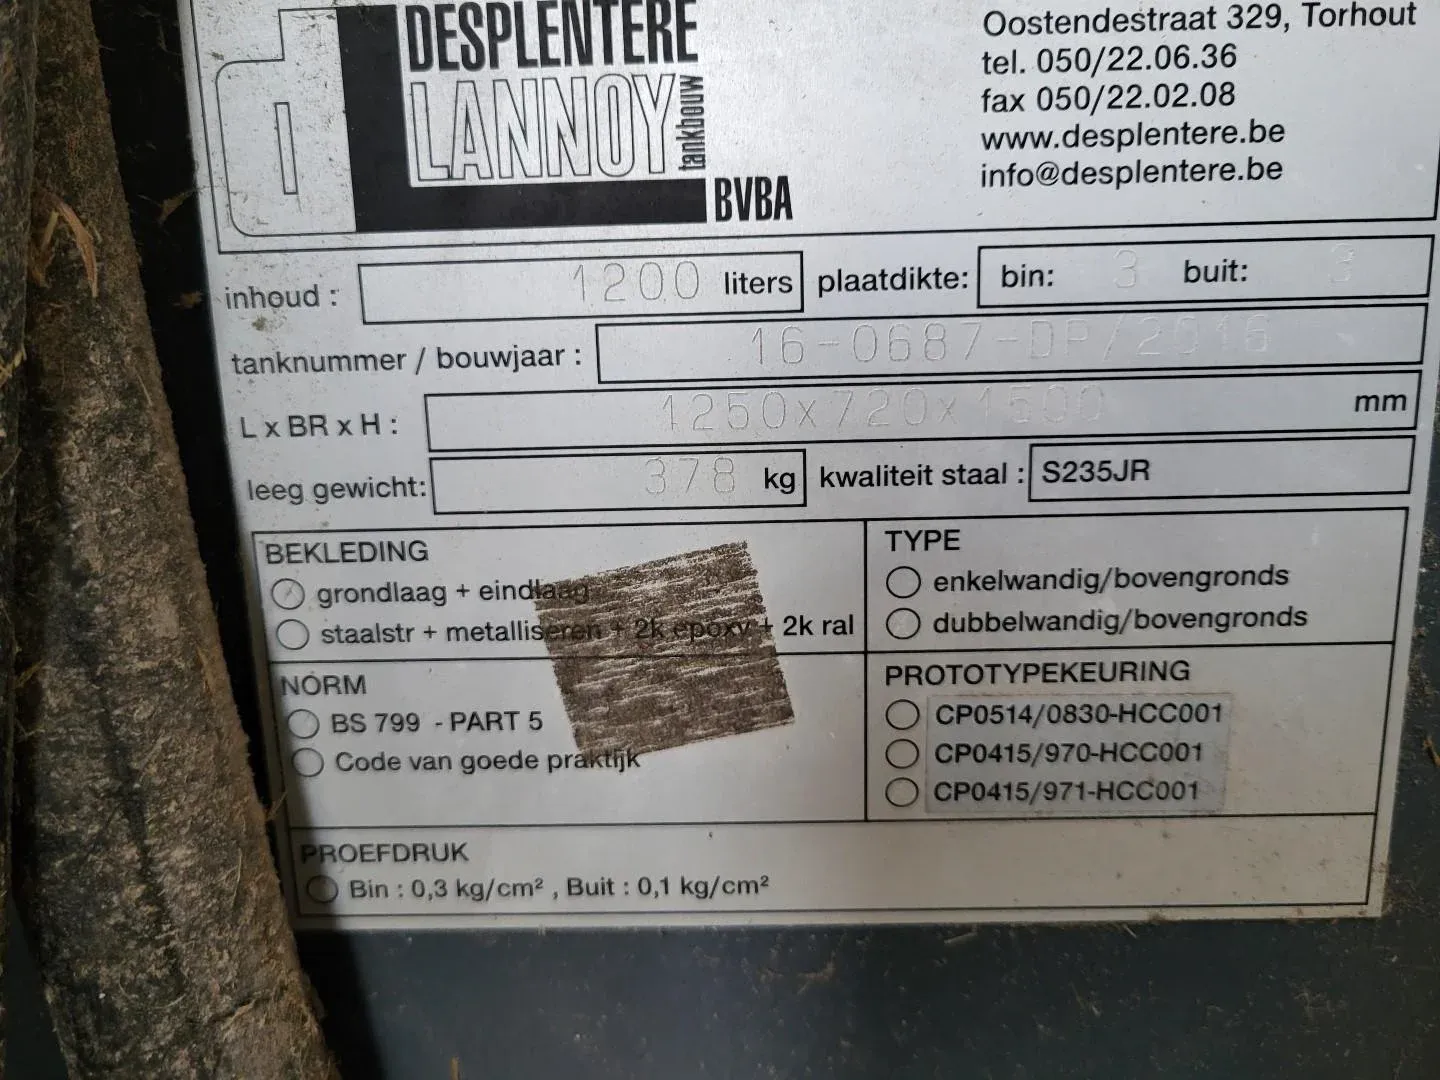 DESPLENTERE
LANNOY
tankbouw
BVBA
Oostendestraat 329, Torhout
tel. 050/22.06.36
fax 050/22.02.08
www.desplentere.be
info@desplentere.be
inhoud : 1200 liters plaatdikte: bin: 3 buit: 3
tanknummer / bouwjaar : 16-0687-DP/2016
L x BR x H : 1250x720x1500 mm
leeg gewicht: 378 kg kwaliteit staal : S235JR
BEKLEDING
grondlaag + eindlaag
staalstr + metalliseren + 2k epoxy + 2k ral
TYPE
enkelwandig/bovengronds
dubbelwandig/bovengronds
NORM
BS 799 - PART 5
Code van goede praktijk
PROTOTYPEKEURING
CP0514/0830-HCC001
CP0415/970-HCC001
CP0415/971-HCC001
PROEFDRUK
Bin : 0,3 kg/cm² , Buit : 0,1 kg/cm²